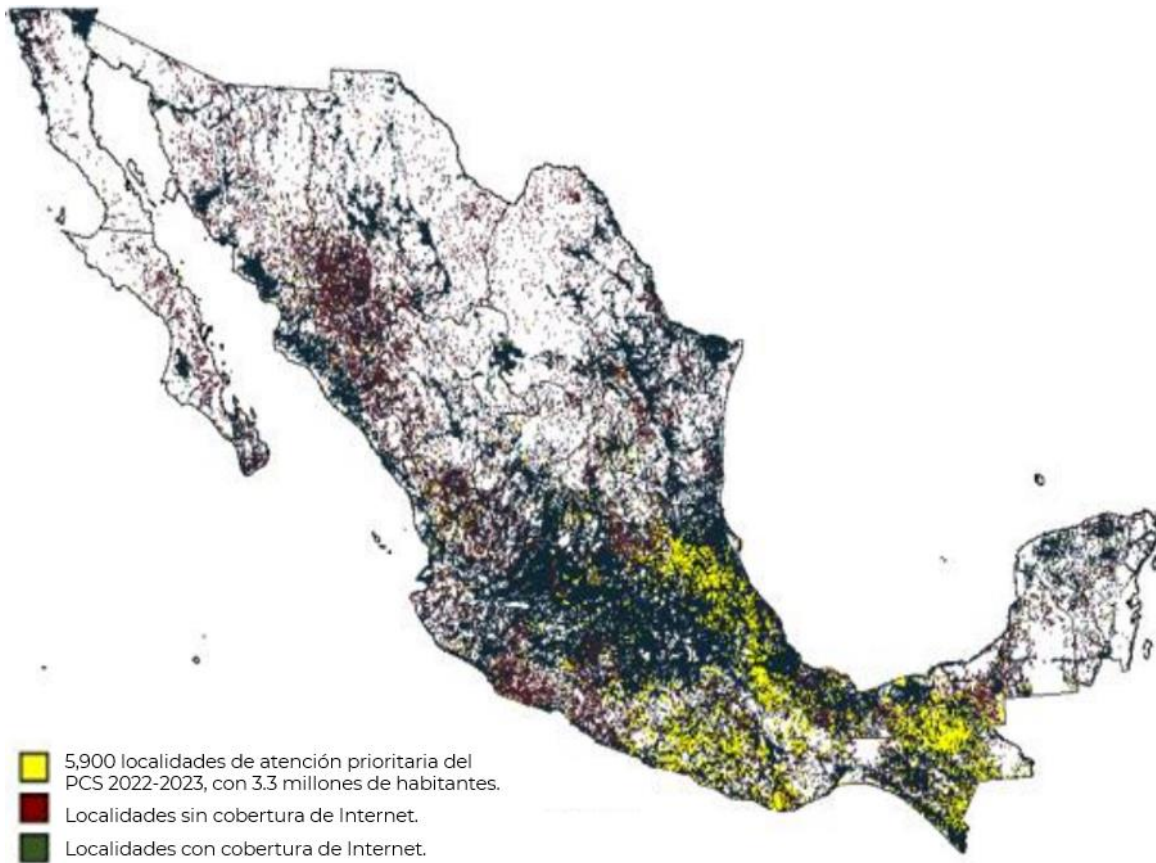 5,900 localidades de atención prioritaria del
PCS 2022-2023, con 3.3 millones de habitantes.
Localidades sin cobertura de Internet.
Localidades con cobertura de Internet.